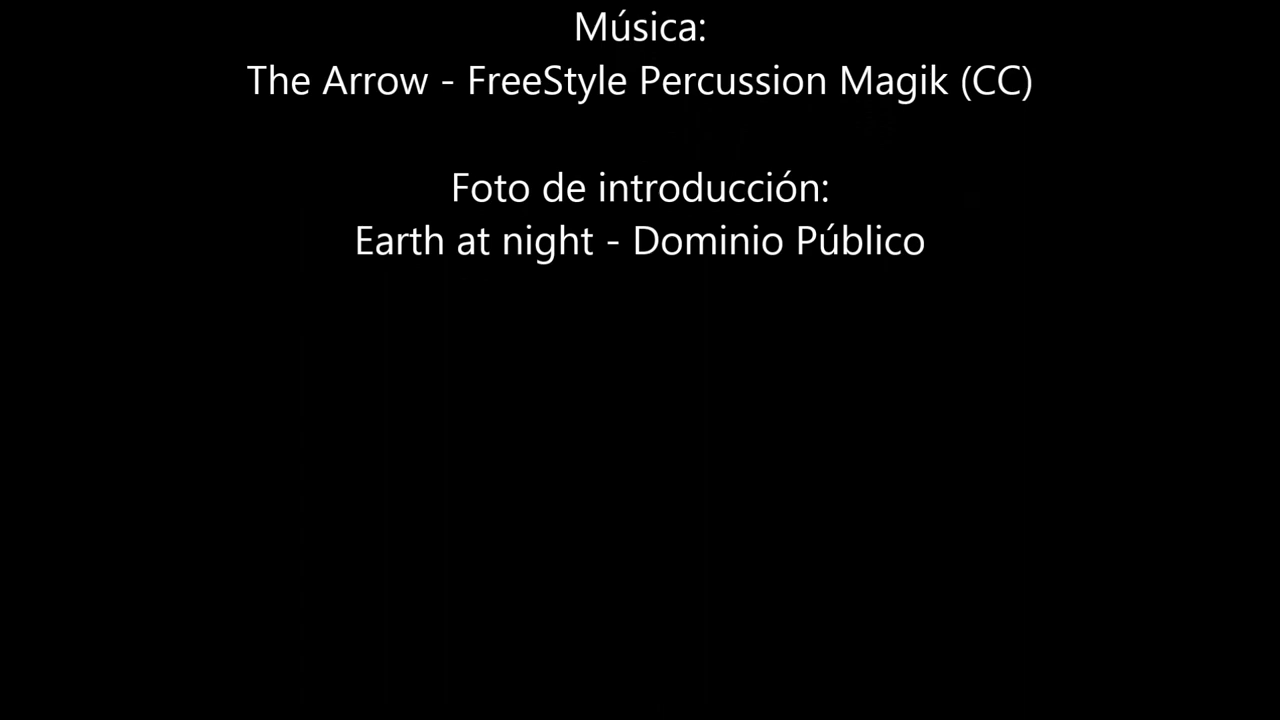 Música:
The Arrow - FreeStyle Percussion Magik (CC)
Foto de introducción:
Earth at night - Dominio Público